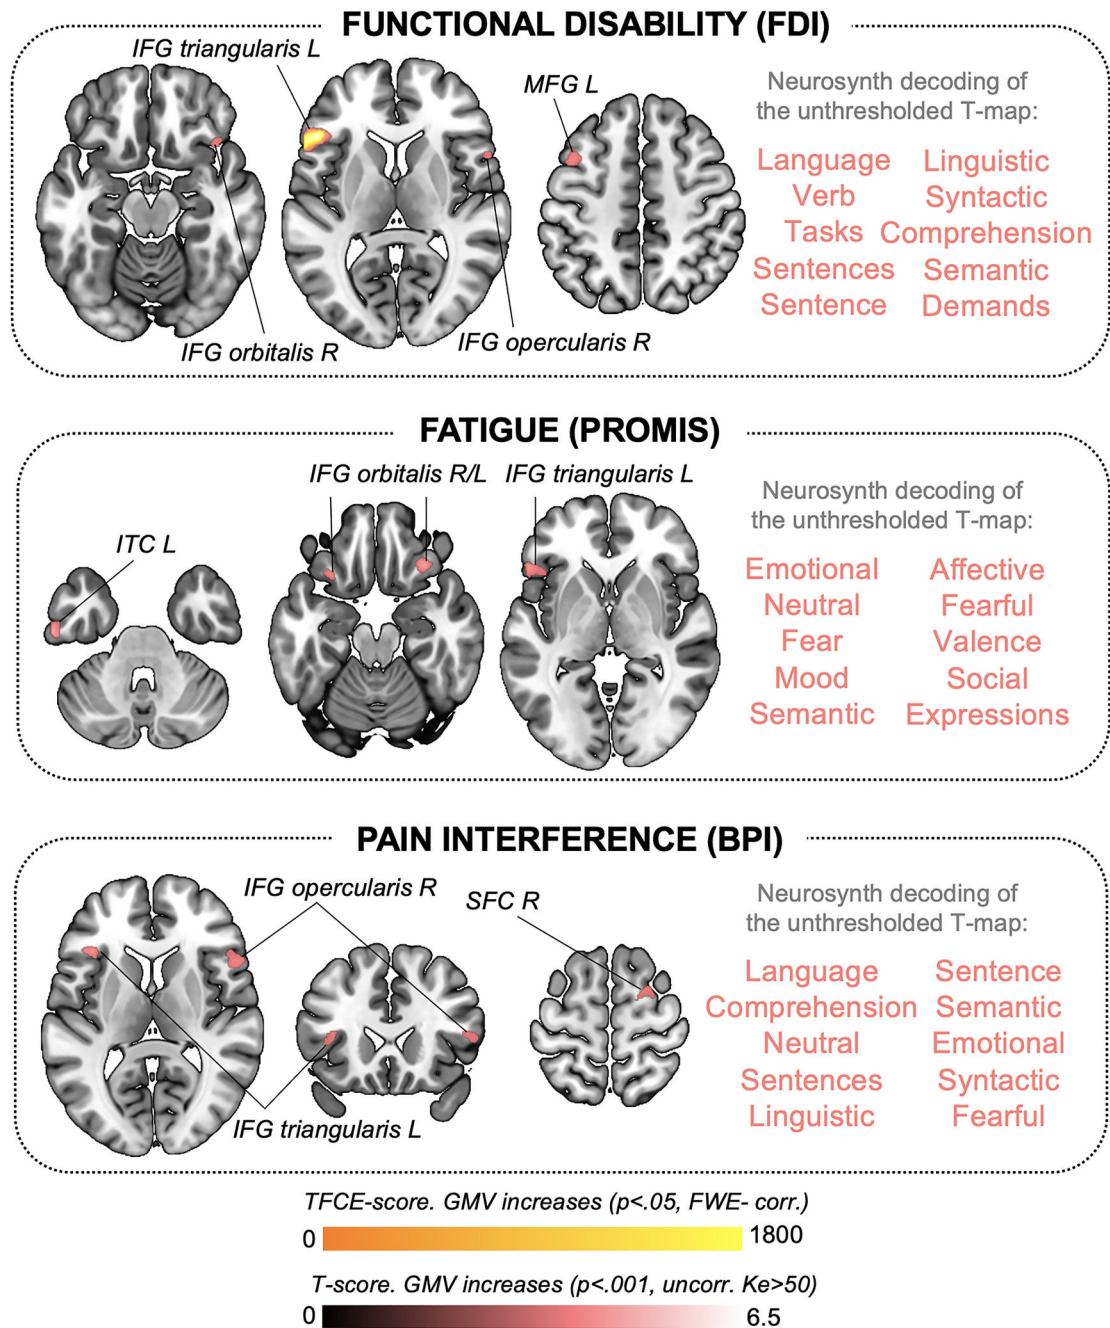 FUNCTIONAL DISABILITY (FDI)
IFG triangularis L
MFG L
IFG orbitalis R
IFG opercularis R
Neurosynth decoding of
the unthresholded T-map:
Language Linguistic
Verb Syntactic
Tasks Comprehension
Sentences Semantic
Sentence Demands
FATIGUE (PROMIS)
ITC L
IFG orbitalis R/L
IFG triangularis L
Neurosynth decoding of
the unthresholded T-map:
Emotional Affective
Neutral Fearful
Fear Valence
Mood Social
Semantic Expressions
PAIN INTERFERENCE (BPI)
IFG opercularis R
SFC R
IFG triangularis L
Neurosynth decoding of
the unthresholded T-map:
Language Sentence
Comprehension Semantic
Neutral Emotional
Sentences Syntactic
Linguistic Fearful
TFCE-score. GMV increases (p<.05, FWE- corr.)
0 1800
T-score. GMV increases (p<.001, uncorr. Ke>50)
0 6.5